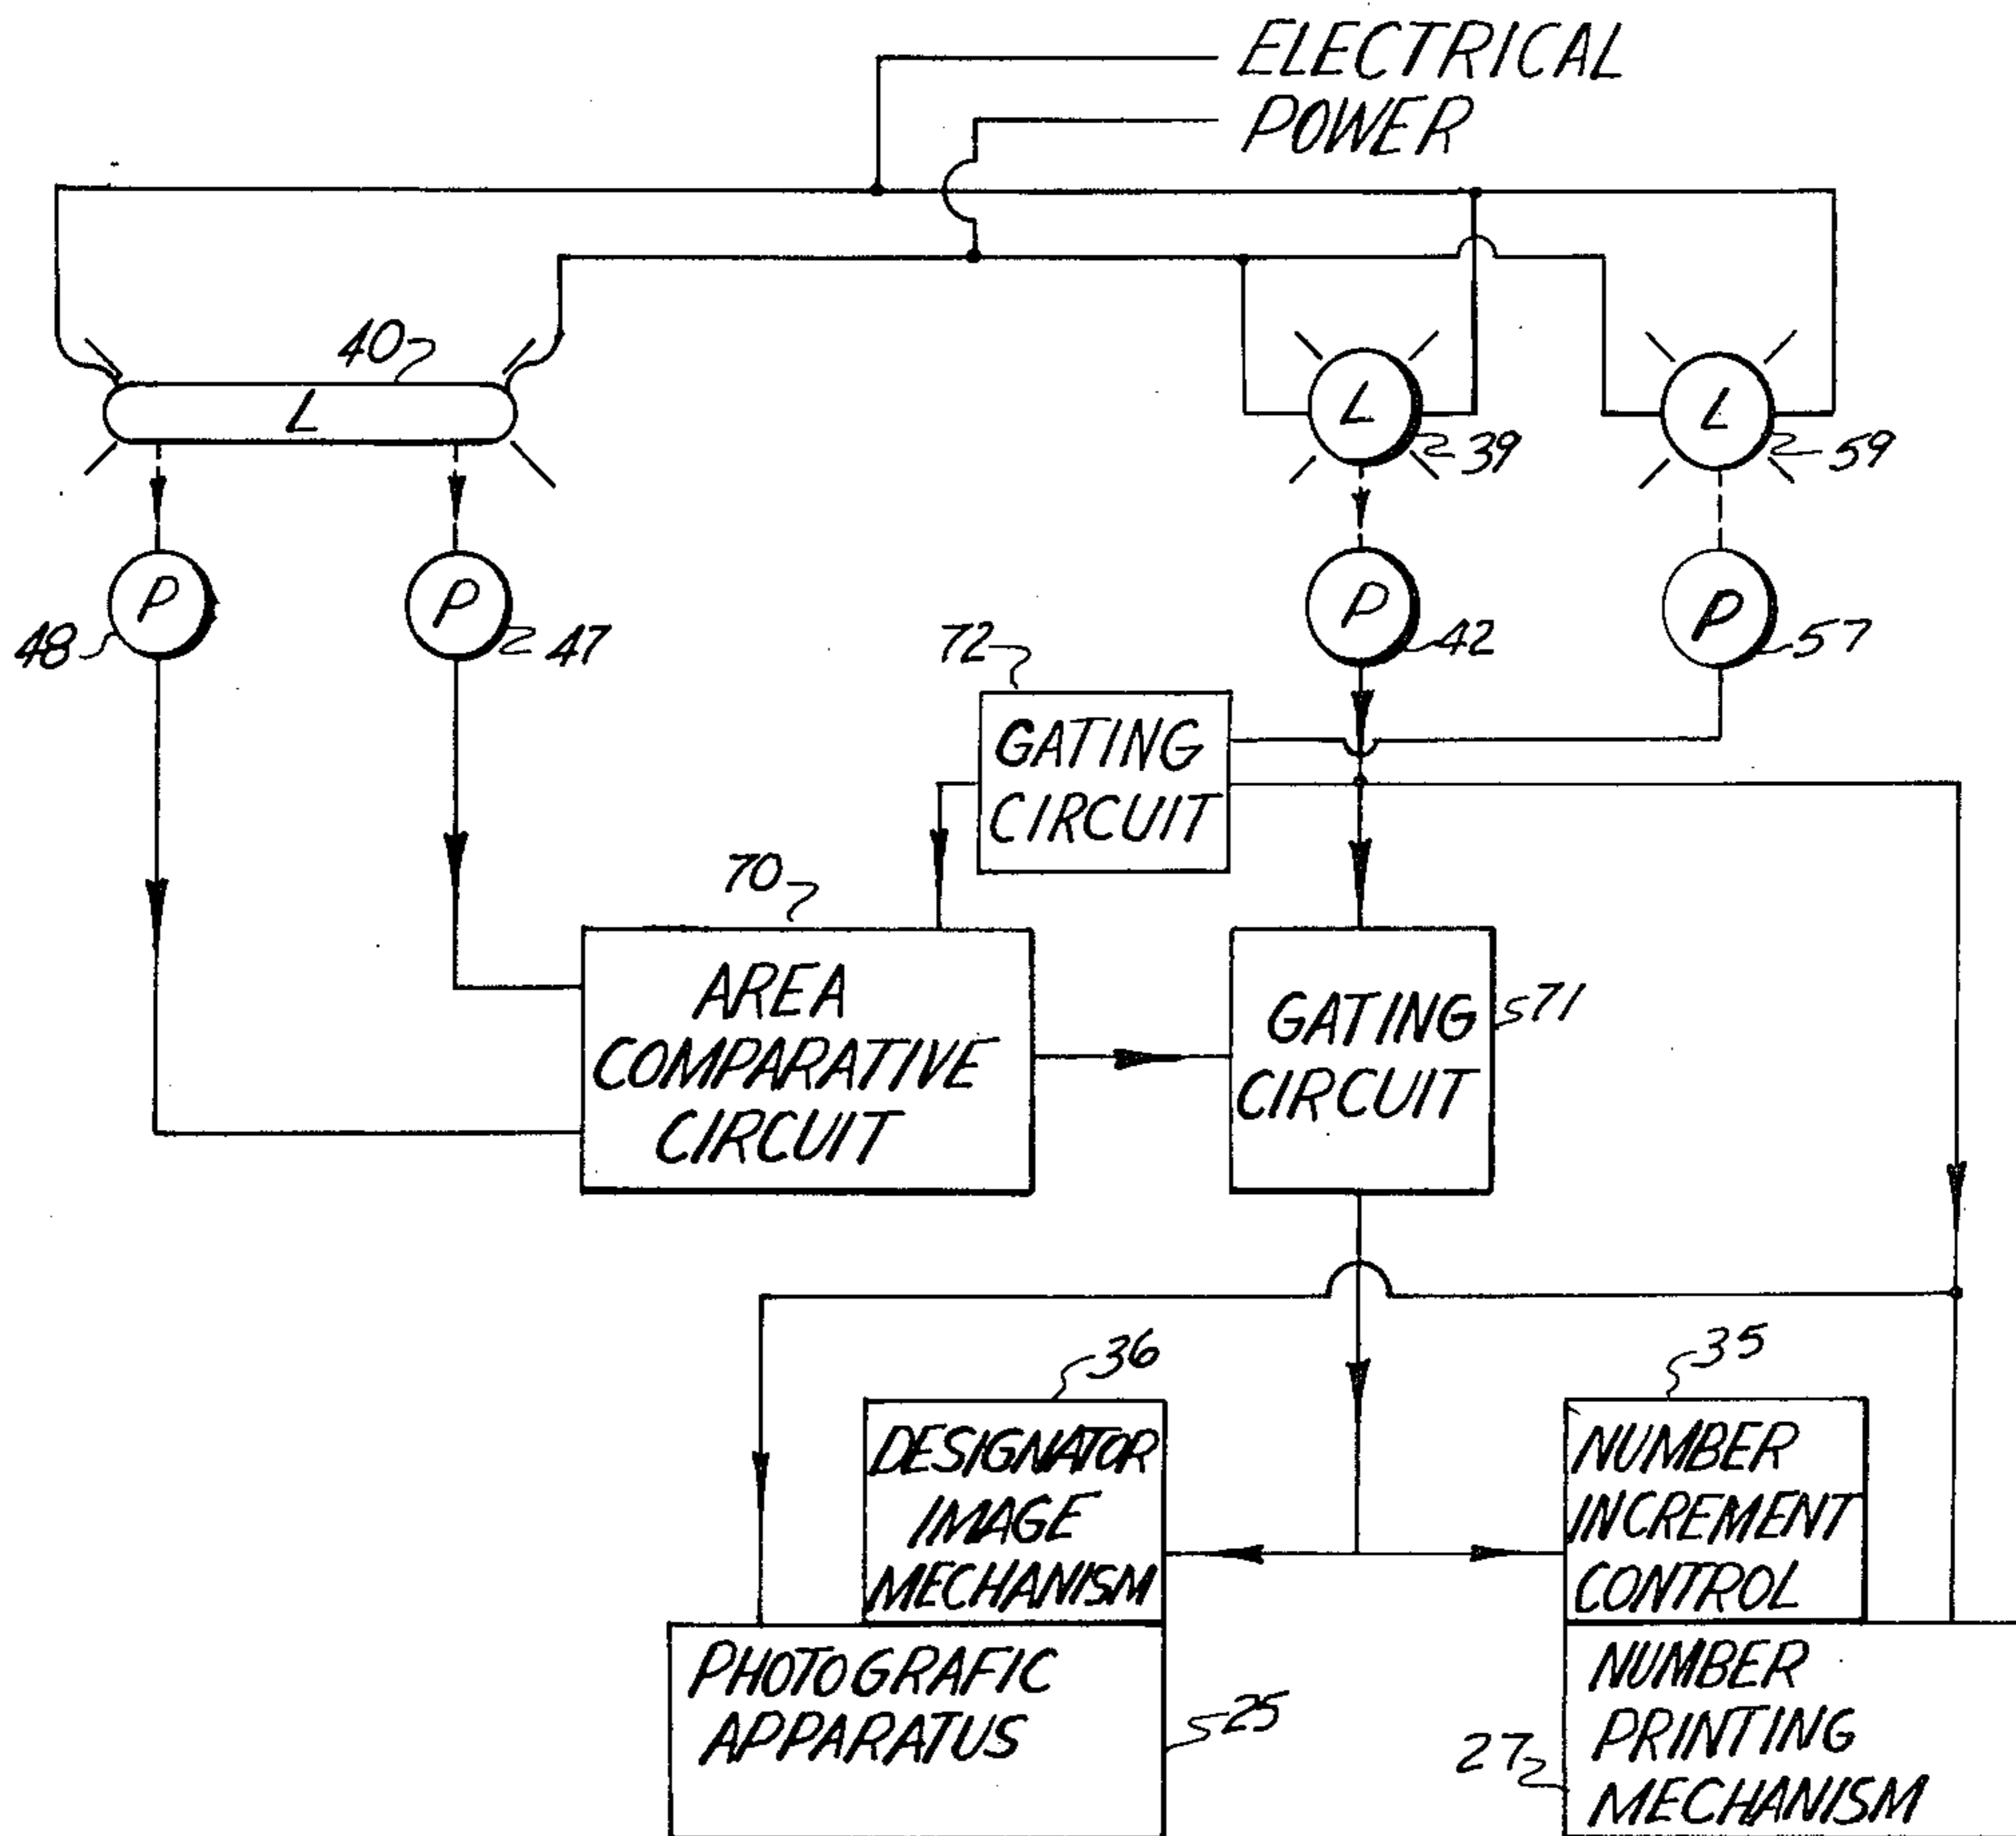 ELECTRICAL
POWER
40
L
L
39
L
59
P
48
P
47
P
42
P
57
72
GATING
CIRCUIT
70
AREA
COMPARATIVE
CIRCUIT
GATING
CIRCUIT
71
36
DESIGNATOR
IMAGE
MECHANISM
35
NUMBER
INCREMENT
CONTROL
PHOTOGRAFIC
APPARATUS
25
NUMBER
PRINTING
MECHANISM
27